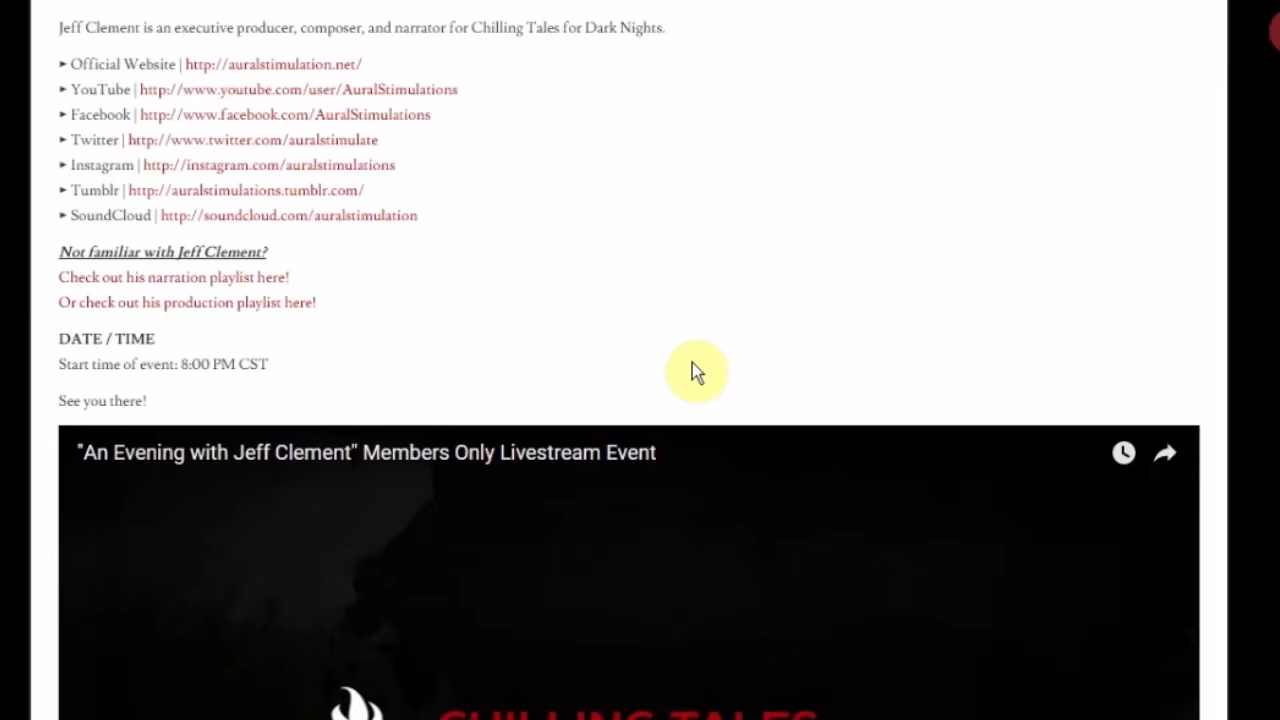 Jeff Clement is an executive producer, composer, and narrator for Chilling Tales for Dark Nights.
► Official Website | http://auralstimulation.net/
► YouTube | http://www.youtube.com/user/AuralStimulations
► Facebook | http://www.facebook.com/AuralStimulations
► Twitter | http://www.twitter.com/auralstimulate
► Instagram | http://instagram.com/auralstimulations
► Tumblr | http://auralstimulations.tumblr.com/
► SoundCloud | http://soundcloud.com/auralstimulation
Not familiar with Jeff Clement?
Check out his narration playlist here!
Or check out his production playlist here!
DATE / TIME
Start time of event: 8:00 PM CST
See you there!
"An Evening with Jeff Clement" Members Only Livestream Event
CHILLING TALES